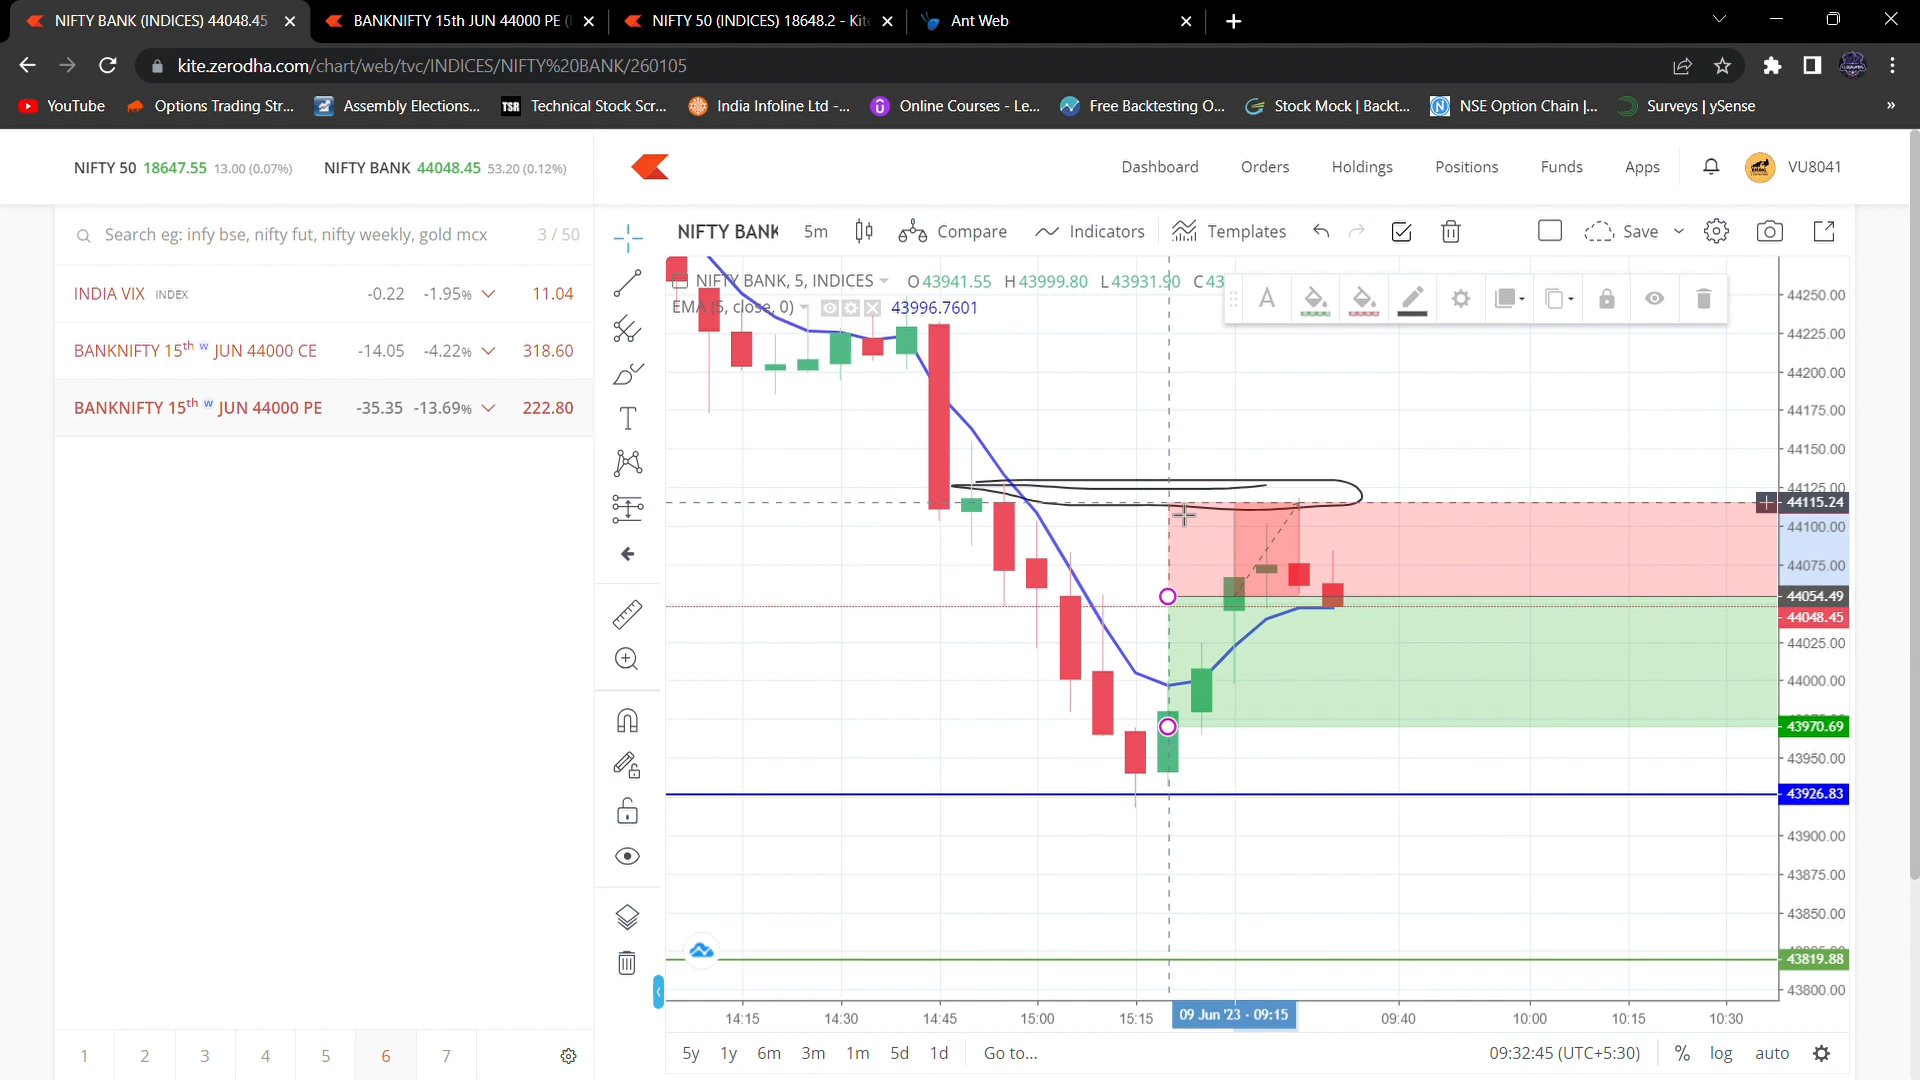 NIFTY BANK (INDICES) 44048.45
BANKNIFTY 15th JUN 44000 PE (
NIFTY 50 (INDICES) 18648.2 - Kite
Ant Web
kite.zerodha.com/chart/web/tvc/INDICES/NIFTY%20BANK/260105
YouTube
Options Trading Str...
Assembly Elections...
TSR Technical Stock Scr...
India Infoline Ltd -...
Online Courses - Le...
Free Backtesting O...
Stock Mock | Backt...
NSE Option Chain |...
Surveys | ySense
»
NIFTY 50 18647.55 13.00 (0.07%)
NIFTY BANK 44048.45 53.20 (0.12%)
Dashboard
Orders
Holdings
Positions
Funds
Apps
VU8041
Search eg: infy bse, nifty fut, nifty weekly, gold mcx
3 / 50
INDIA VIX INDEX -0.22 -1.95% 11.04
BANKNIFTY 15th w JUN 44000 CE -14.05 -4.22% 318.60
BANKNIFTY 15th w JUN 44000 PE -35.35 -13.69% 222.80
1 2 3 4 5 6 7
NIFTY BANK
5m
Compare
Indicators
Templates
Save
NIFTY BANK, 5, INDICES O43941.55 H43999.80 L43931.90 C43
EMA (5, close, 0) 43996.7601
44250.00
44225.00
44200.00
44175.00
44150.00
44125.00
44115.24
44100.00
44075.00
44054.49
44048.45
44025.00
44000.00
43970.69
43950.00
43926.83
43900.00
43875.00
43850.00
43819.88
43800.00
14:15 14:30 14:45 15:00 15:15 09 Jun '23 - 09:15 09:40 10:00 10:15 10:30
5y 1y 6m 3m 1m 5d 1d Go to...
09:32:45 (UTC+5:30) % log auto